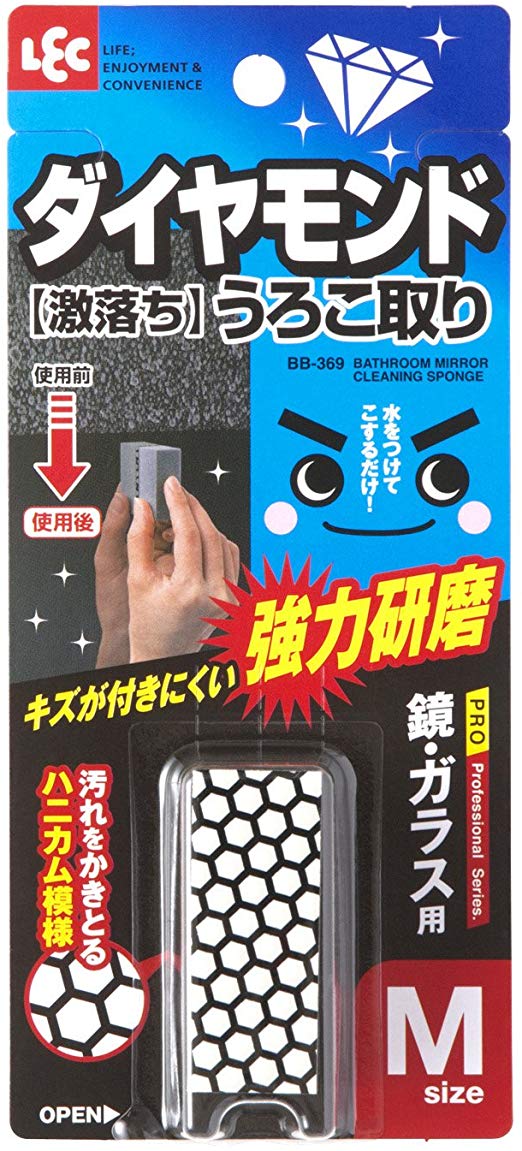 LEC
LIFE;
ENJOYMENT &
CONVENIENCE
ダイヤモンド
【激落ち】うろこ取り
BB-369 BATHROOM MIRROR
CLEANING SPONGE
使用前
使用後
水をつけて
こするだけ!
強力研磨
キズが付きにくい
PRO Professional Series.
鏡・ガラス用
汚れをかきとる
ハニカム模様
M
size
OPEN▷